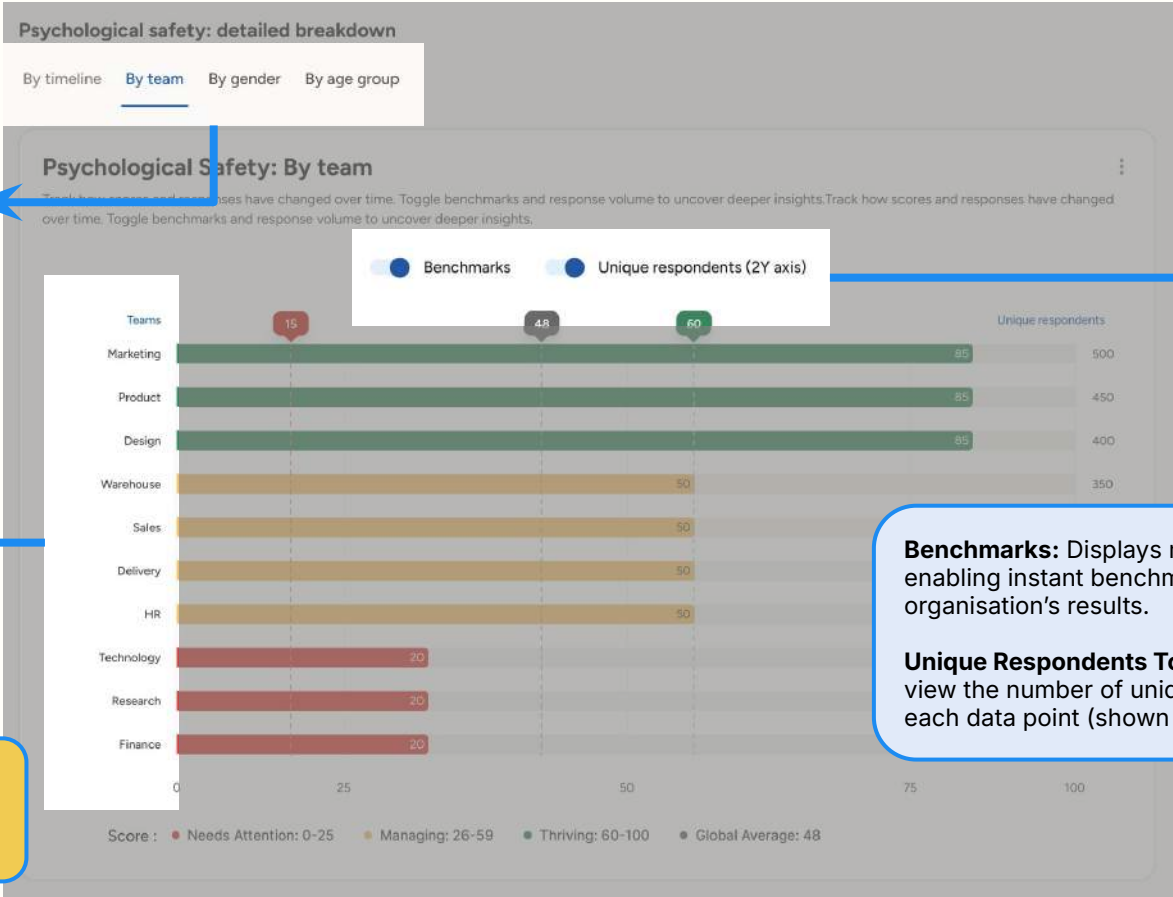 Psychological safety: detailed breakdown
By timeline By team By gender By age group
Psychological Safety: By team
Track how scores and responses have changed over time. Toggle benchmarks and response volume to uncover deeper insights.Track how scores and responses have changed
over time. Toggle benchmarks and response volume to uncover deeper insights.
Benchmarks Unique respondents (2Y axis)
Teams 15 48 60 Unique respondents
Marketing 85 500
Product 85 450
Design 85 400
Warehouse 50 350
Sales 50
Delivery 50
HR 50
Technology 20
Research 20
Finance 20
0 25 50 75 100
Score : Needs Attention: 0-25 Managing: 26-59 Thriving: 60-100 Global Average: 48
Benchmarks: Displays
enabling instant
organisation's results.
Unique Respondents
view the number of
each data point (shown